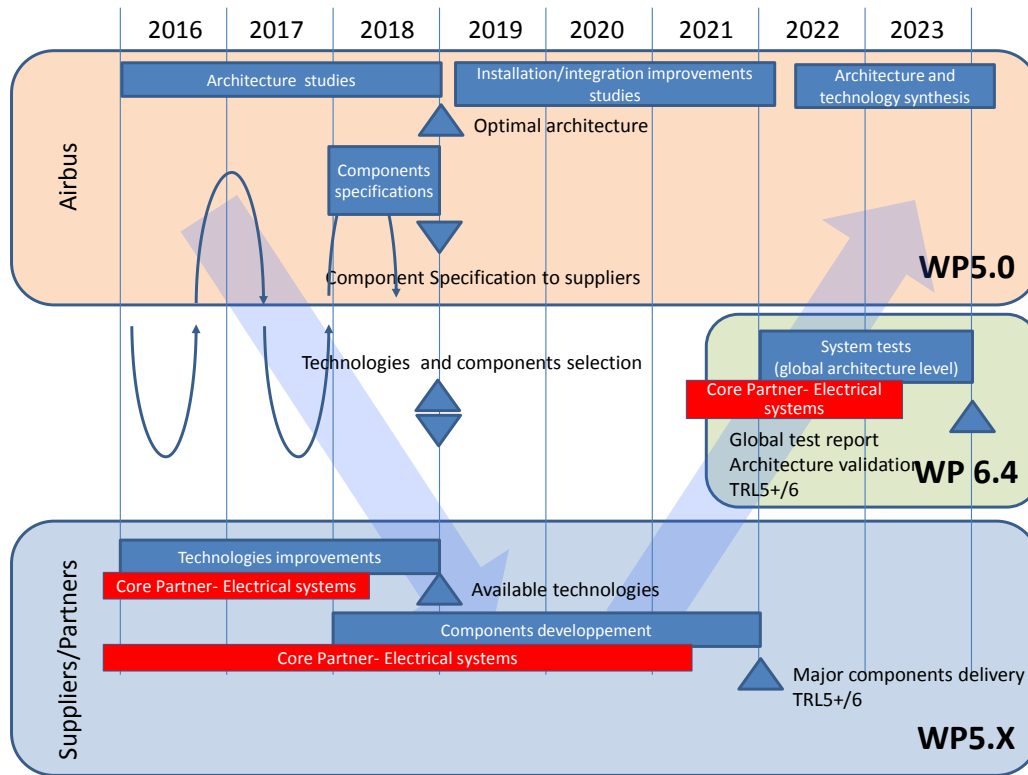 2016 2017 2018 2019 2020 2021 2022 2023
Airbus
Architecture studies
Installation/integration improvements
studies
Architecture and
technology synthesis
Optimal architecture
Components
specifications
Component Specification to suppliers
WP5.0
Technologies and components selection
System tests
(global architecture level)
Core Partner- Electrical
systems
Global test report
Architecture validation
TRL5+/6
WP 6.4
Suppliers/Partners
Technologies improvements
Core Partner- Electrical systems
Available technologies
Components developpement
Core Partner- Electrical systems
Major components delivery
TRL5+/6
WP5.X